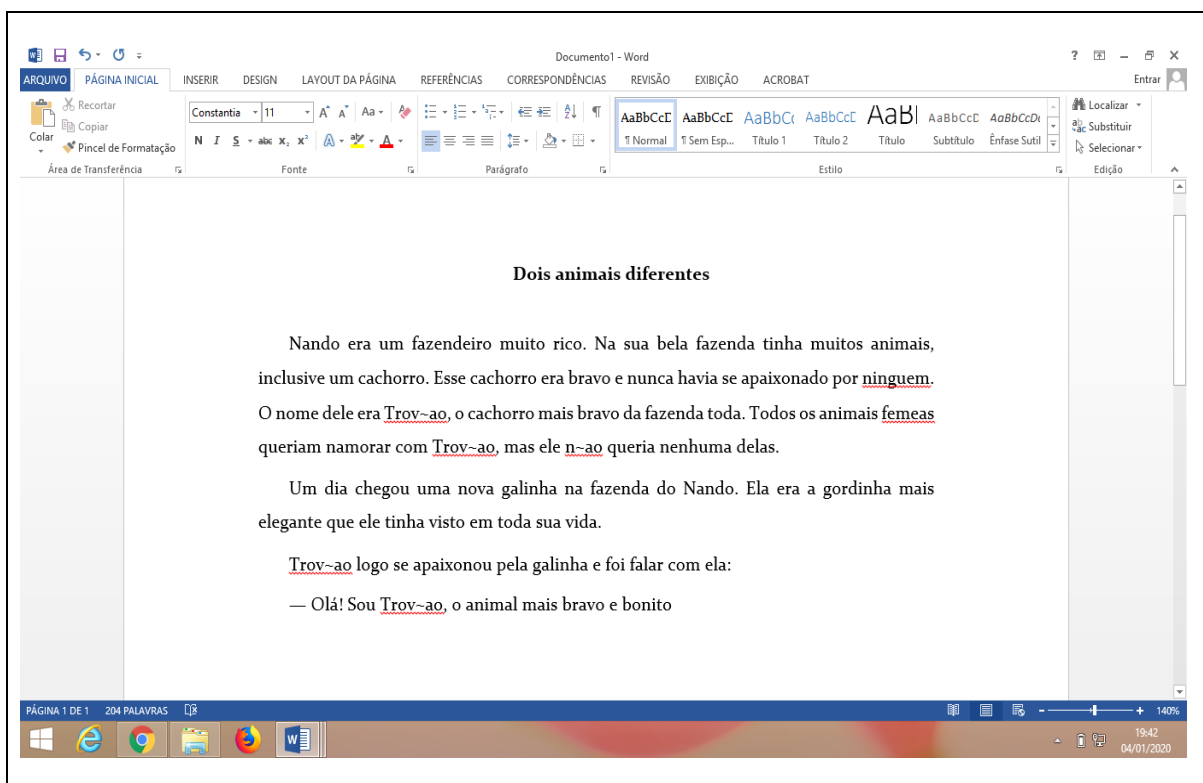 Documento1 - Word
ARQUIVO PÁGINA INICIAL INSERIR DESIGN LAYOUT DA PÁGINA REFERÊNCIAS CORRESPONDÊNCIAS REVISÃO EXIBIÇÃO ACROBAT Entrar
Colar
Recortar
Copiar
Pincel de Formatação
Constantia 11
N I S abc x₂ x²
AaBbCcD AaBbCcD AaBbCc AaBbCcD AaBl AaBbCcD AaBbCcDc
¶ Normal ¶ Sem Esp... Título 1 Título 2 Título Subtítulo Ênfase Sutil
Localizar
Substituir
Selecionar
Área de Transferência Fonte Parágrafo Estilo Edição
Dois animais diferentes
Nando era um fazendeiro muito rico. Na sua bela fazenda tinha muitos animais,
inclusive um cachorro. Esse cachorro era bravo e nunca havia se apaixonado por ninguem.
O nome dele era Trov~ao, o cachorro mais bravo da fazenda toda. Todos os animais femeas
queriam namorar com Trov~ao, mas ele n~ao queria nenhuma delas.
Um dia chegou uma nova galinha na fazenda do Nando. Ela era a gordinha mais
elegante que ele tinha visto em toda sua vida.
Trov~ao logo se apaixonou pela galinha e foi falar com ela:
— Olá! Sou Trov~ao, o animal mais bravo e bonito
PÁGINA 1 DE 1 204 PALAVRAS 140%
19:42
04/01/2020